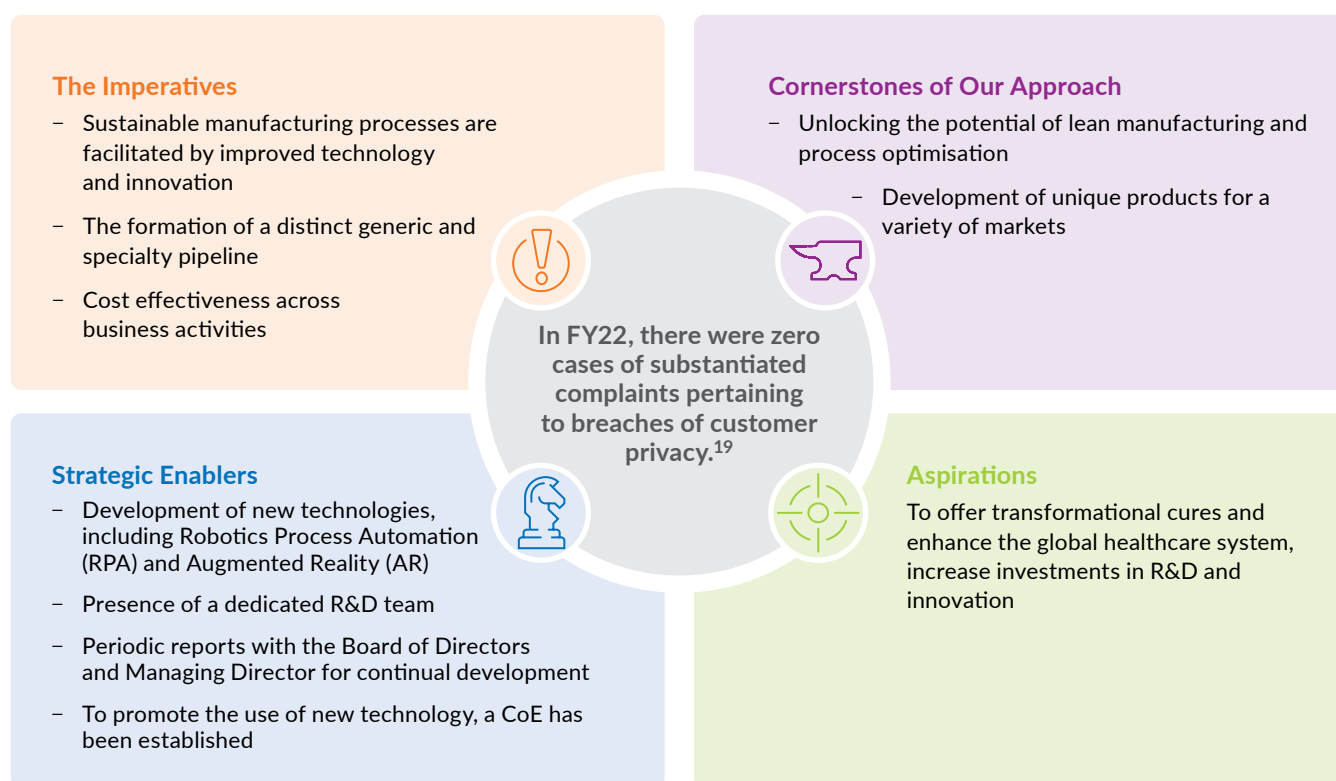 The Imperatives
– Sustainable manufacturing processes are
facilitated by improved technology
and innovation
– The formation of a distinct generic and
specialty pipeline
– Cost effectiveness across
business activities
Cornerstones of Our Approach
– Unlocking the potential of lean manufacturing and
process optimisation
– Development of unique products for a
variety of markets
In FY22, there were zero
cases of substantiated
complaints pertaining
to breaches of customer
privacy.19
Strategic Enablers
– Development of new technologies,
including Robotics Process Automation
(RPA) and Augmented Reality (AR)
– Presence of a dedicated R&D team
– Periodic reports with the Board of Directors
and Managing Director for continual development
– To promote the use of new technology, a CoE has
been established
Aspirations
To offer transformational cures and
enhance the global healthcare system,
increase investments in R&D and
innovation